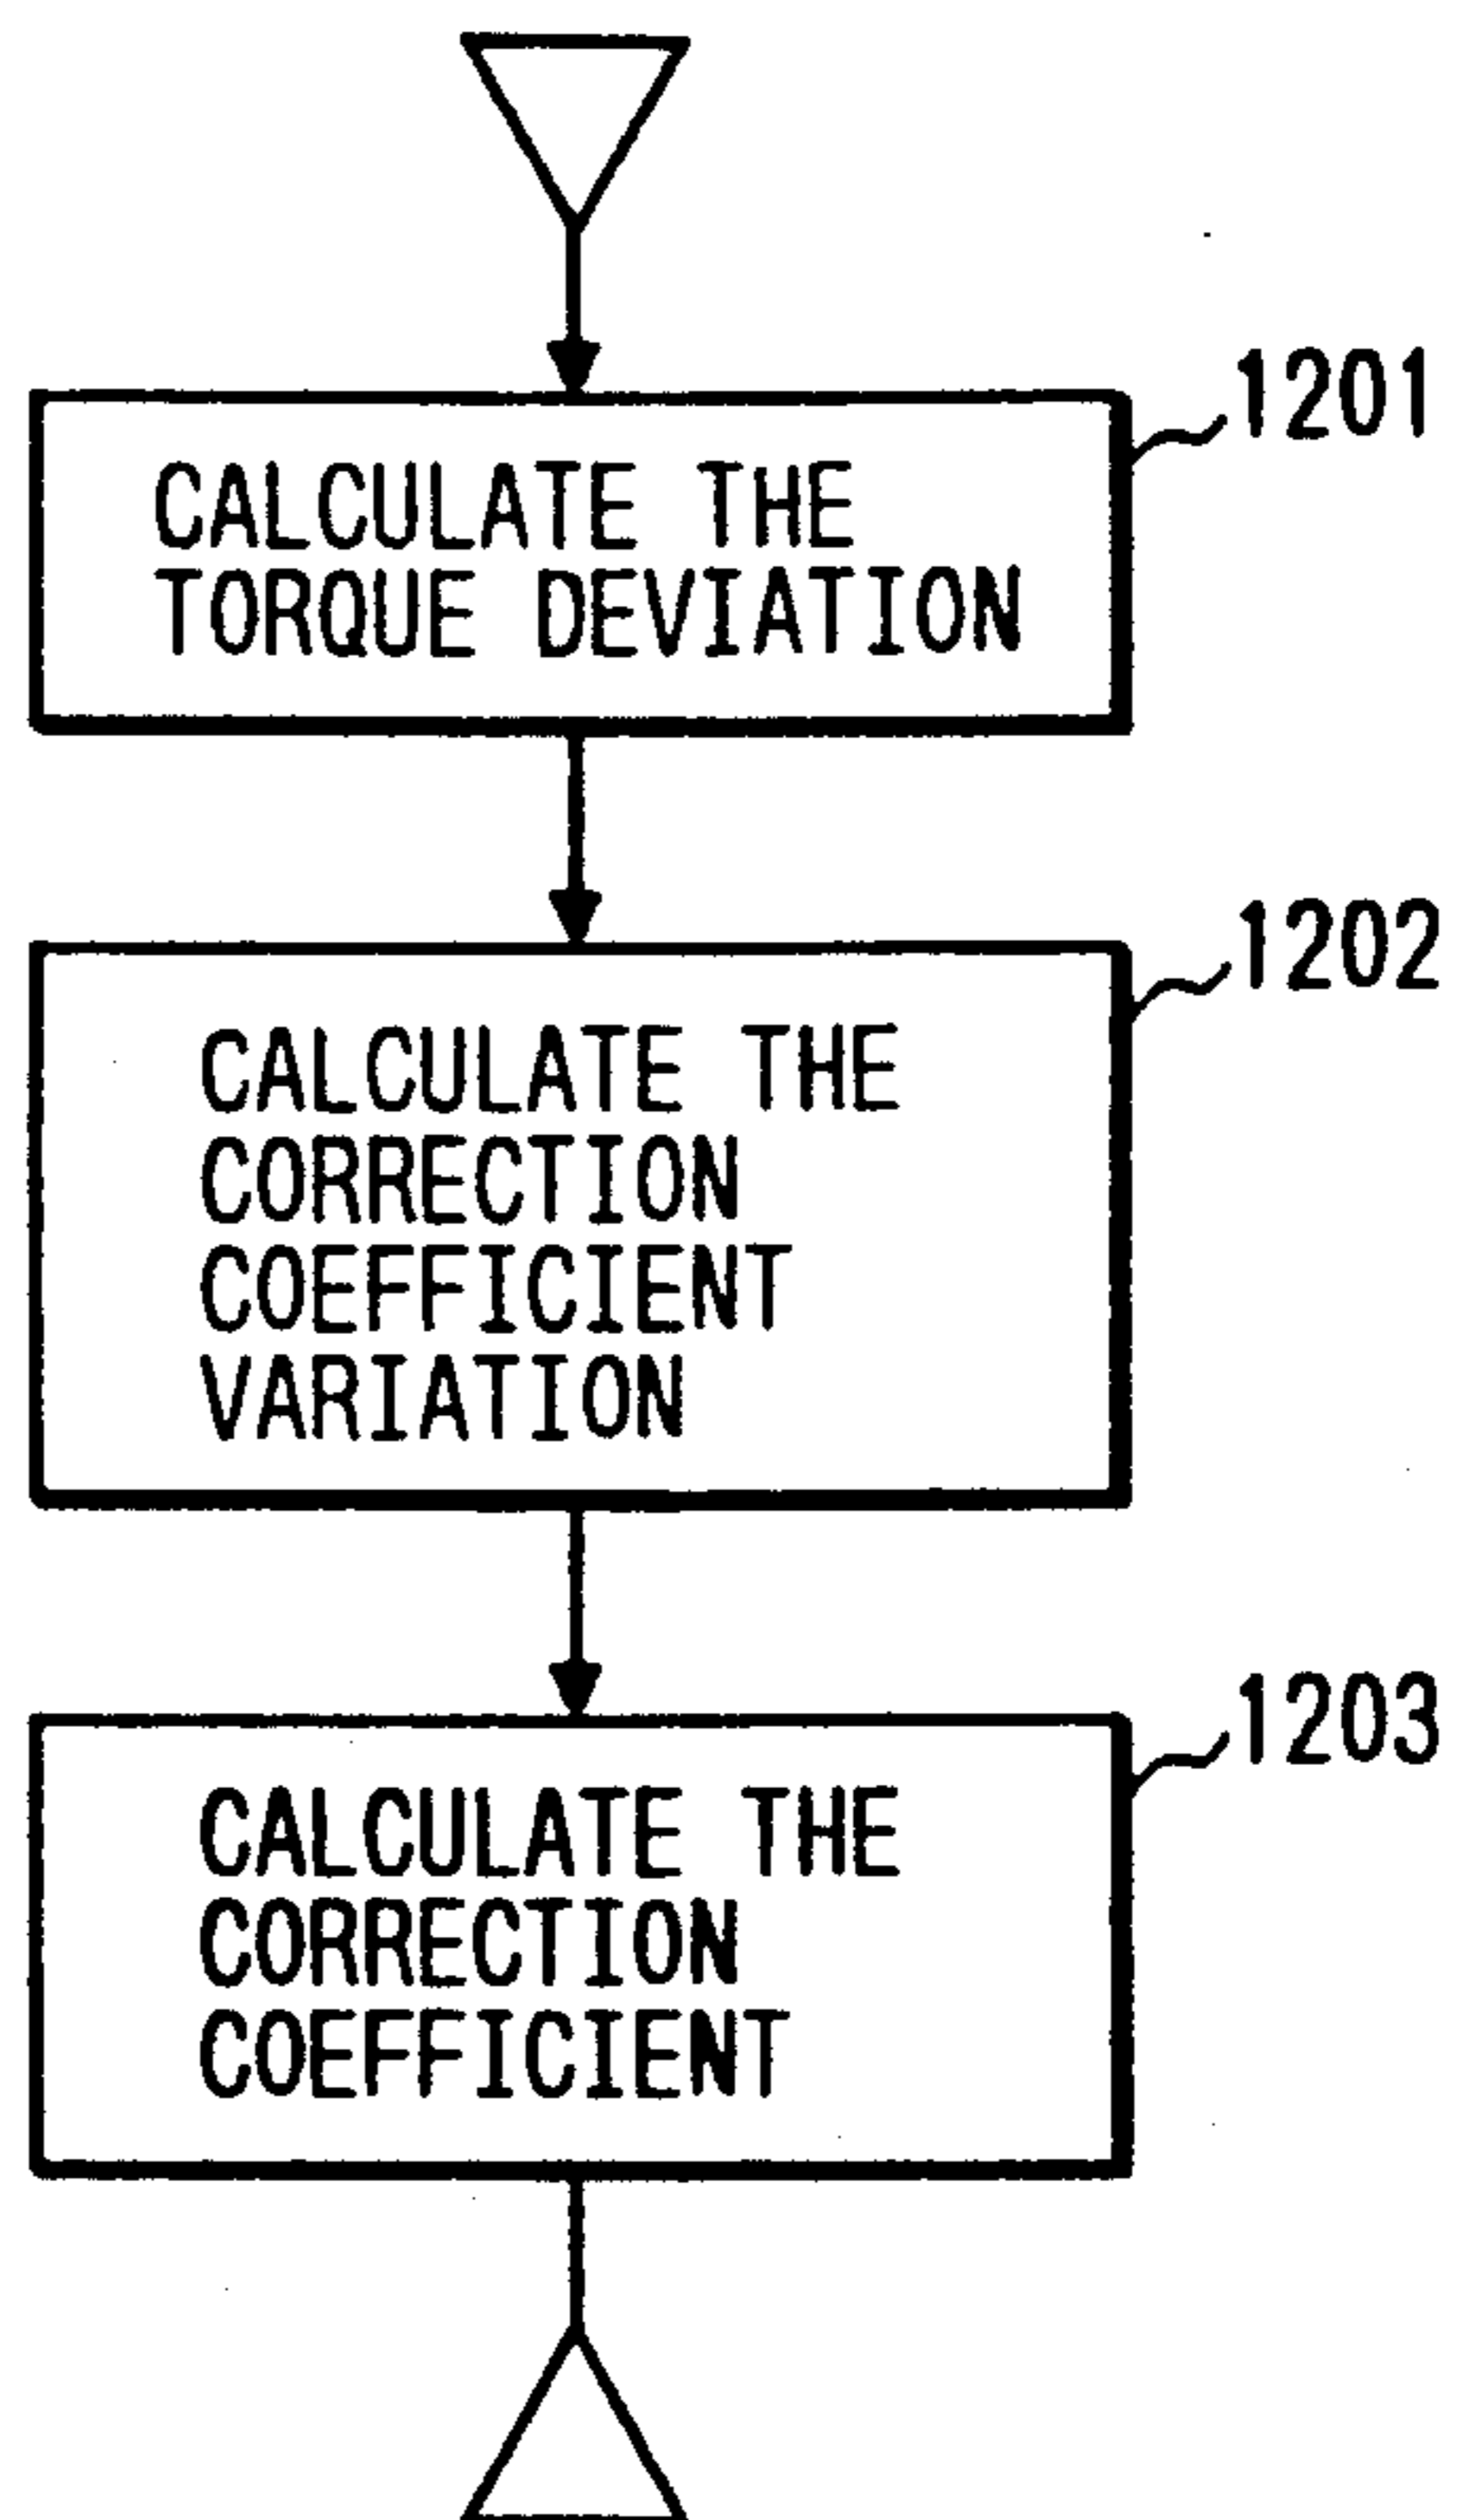 1201
CALCULATE THE
TORQUE DEVIATION
1202
CALCULATE THE
CORRECTION
COEFFICIENT
VARIATION
1203
CALCULATE THE
CORRECTION
COEFFICIENT